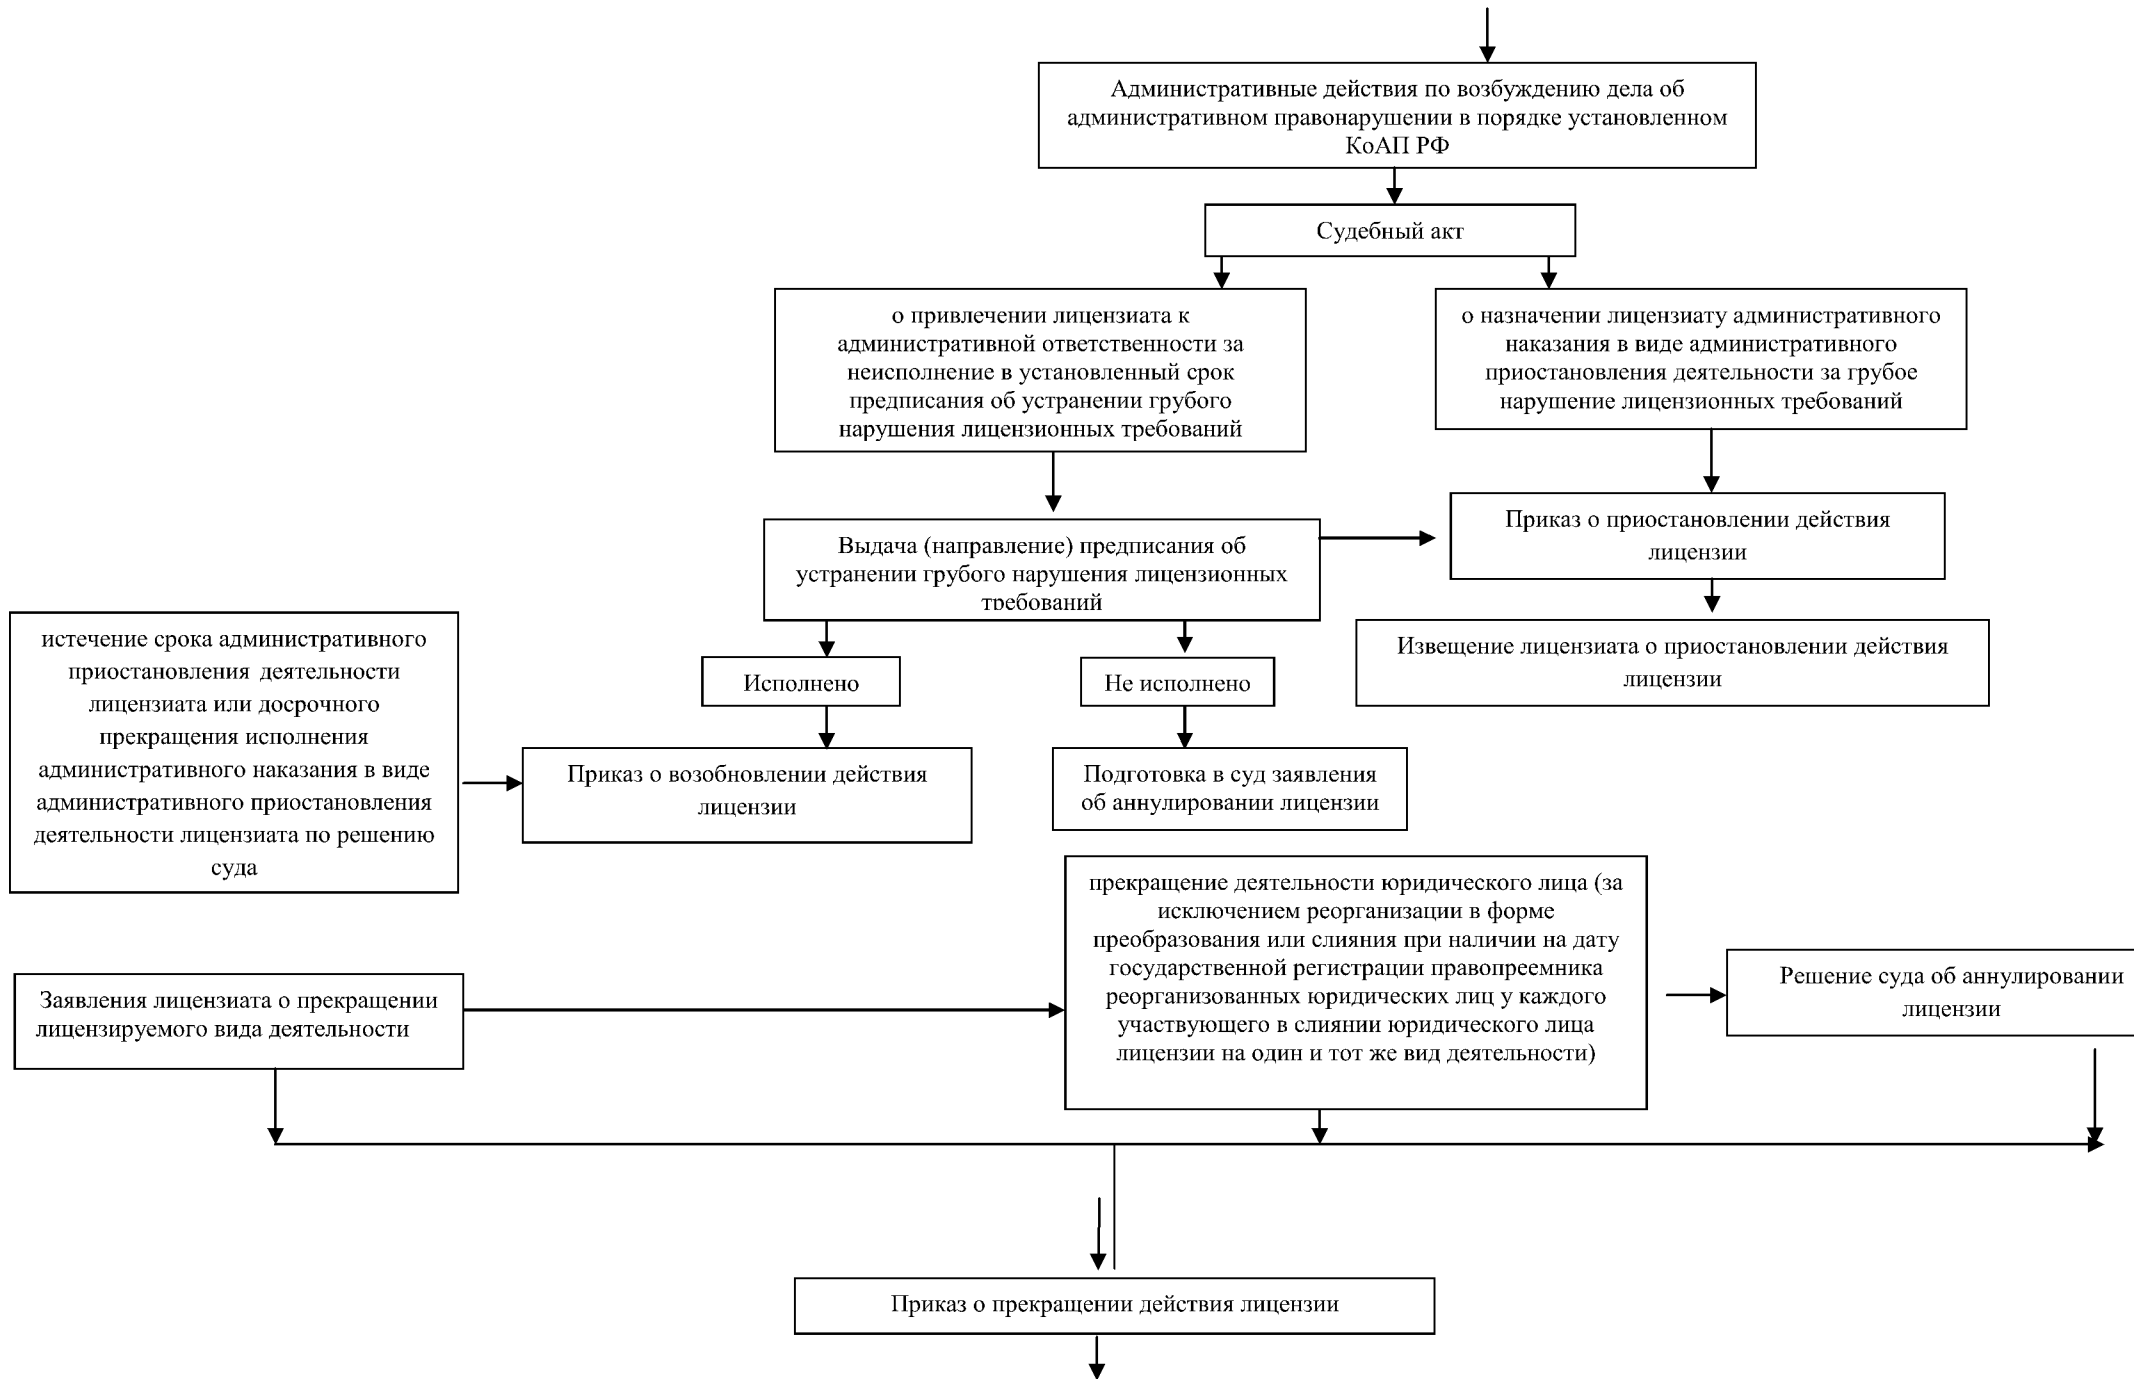 Административные действия по возбуждению дела об
административном правонарушении в порядке установленном
КоАП РФ
Судебный акт
о привлечении лицензиата к
административной ответственности за
неисполнение в установленный срок
предписания об устранении грубого
нарушения лицензионных требований
о назначении лицензиату административного
наказания в виде административного
приостановления деятельности за грубое
нарушение лицензионных требований
Приказ о приостановлении действия
лицензии
Выдача (направление) предписания об
устранении грубого нарушения лицензионных
требований
Извещение лицензиата о приостановлении действия
лицензии
истечение срока административного
приостановления деятельности
лицензиата или досрочного
прекращения исполнения
административного наказания в виде
административного приостановления
деятельности лицензиата по решению
суда
Исполнено
Не исполнено
Приказ о возобновлении действия
лицензии
Подготовка в суд заявления
об аннулировании лицензии
прекращение деятельности юридического лица (за
исключением реорганизации в форме
преобразования или слияния при наличии на дату
государственной регистрации правопреемника
реорганизованных юридических лиц у каждого
участвующего в слиянии юридического лица
лицензии на один и тот же вид деятельности)
Заявления лицензиата о прекращении
лицензируемого вида деятельности
Решение суда об аннулировании
лицензии
Приказ о прекращении действия лицензии